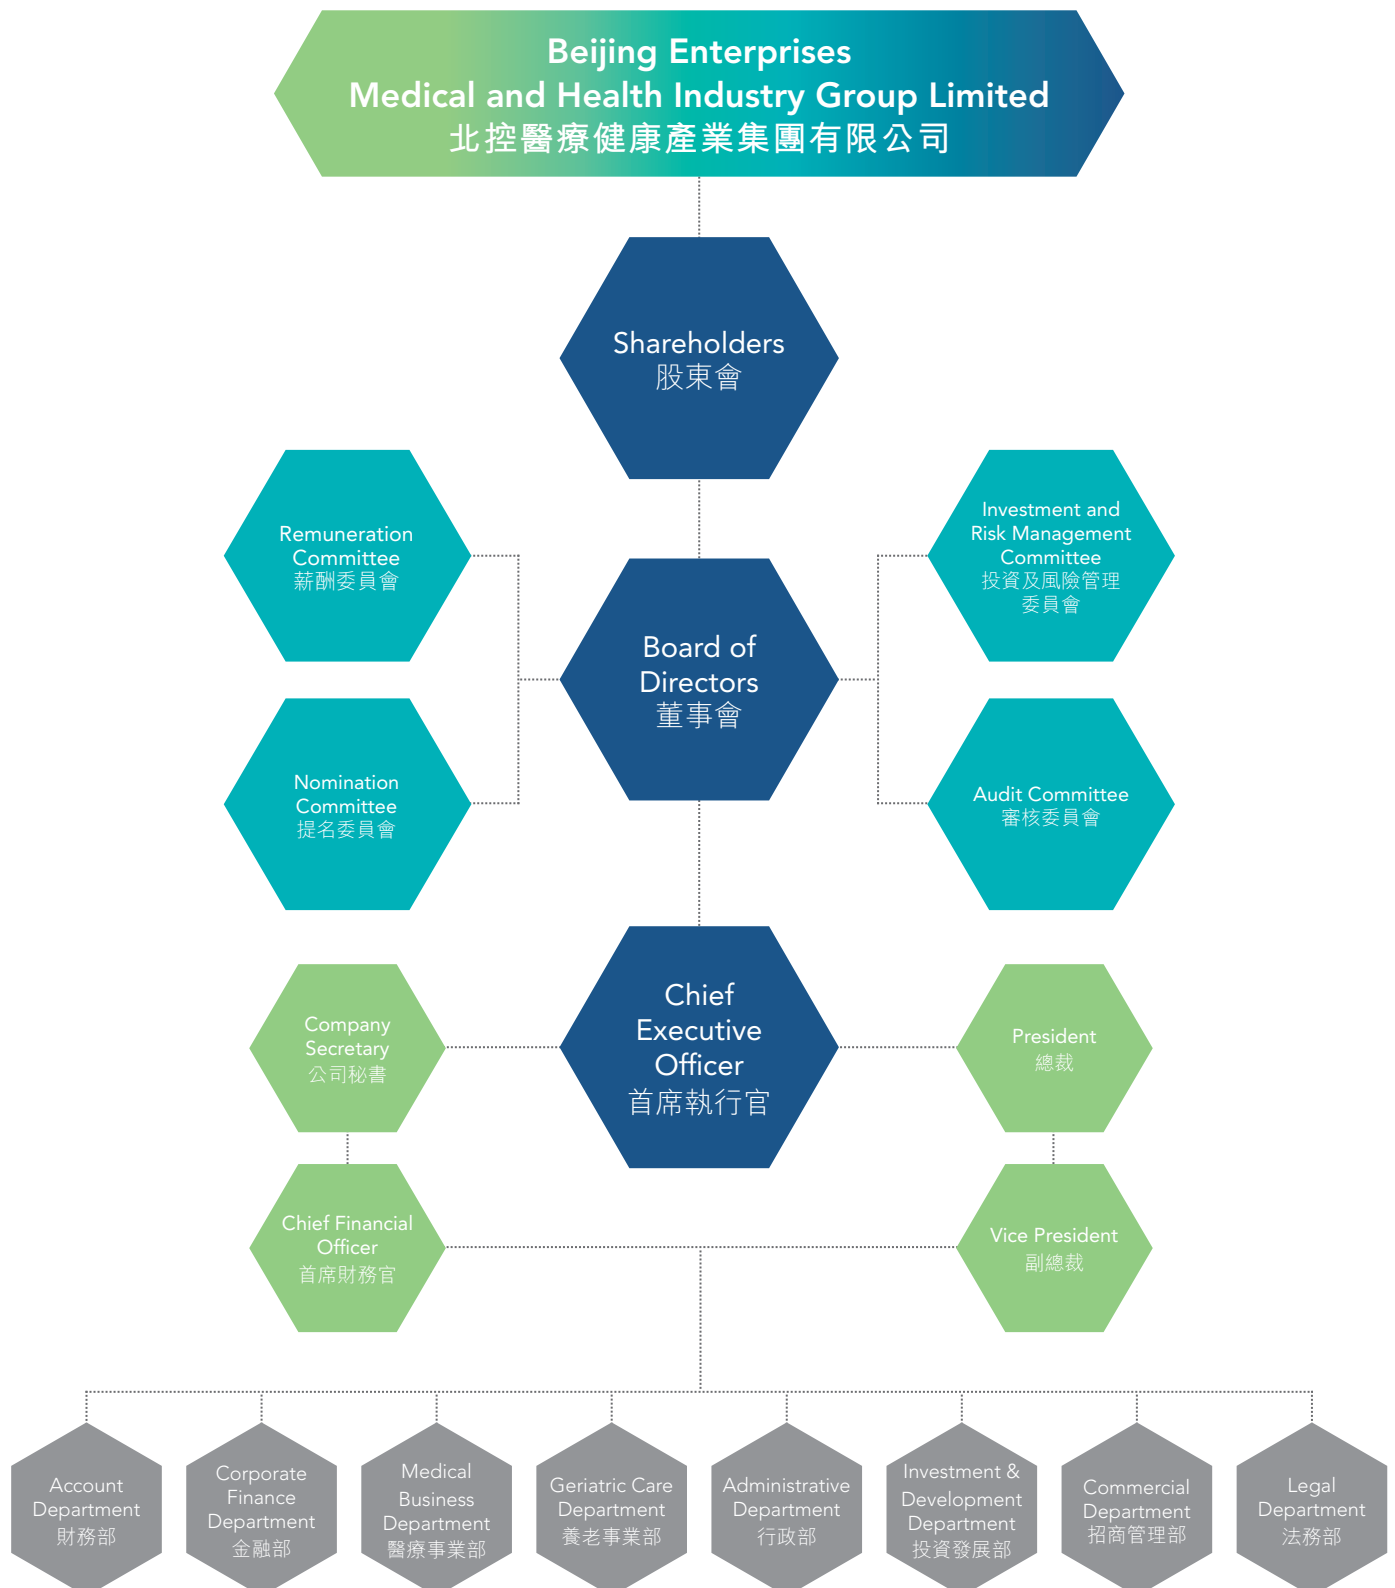 Beijing Enterprises
Medical and Health Industry Group Limited
北控醫療健康產業集團有限公司
Shareholders
股東會
Remuneration
Committee
薪酬委員會
Investment and
Risk Management
Committee
投資及風險管理
委員會
Board of
Directors
董事會
Nomination
Committee
提名委員會
Audit Committee
審核委員會
Chief
Executive
Officer
首席執行官
Company
Secretary
公司秘書
President
總裁
Chief Financial
Officer
首席財務官
Vice President
副總裁
Account
Department
財務部
Corporate
Finance
Department
金融部
Medical
Business
Department
醫療事業部
Geriatric Care
Department
養老事業部
Administrative
Department
行政部
Investment &
Development
Department
投資發展部
Commercial
Department
招商管理部
Legal
Department
法務部